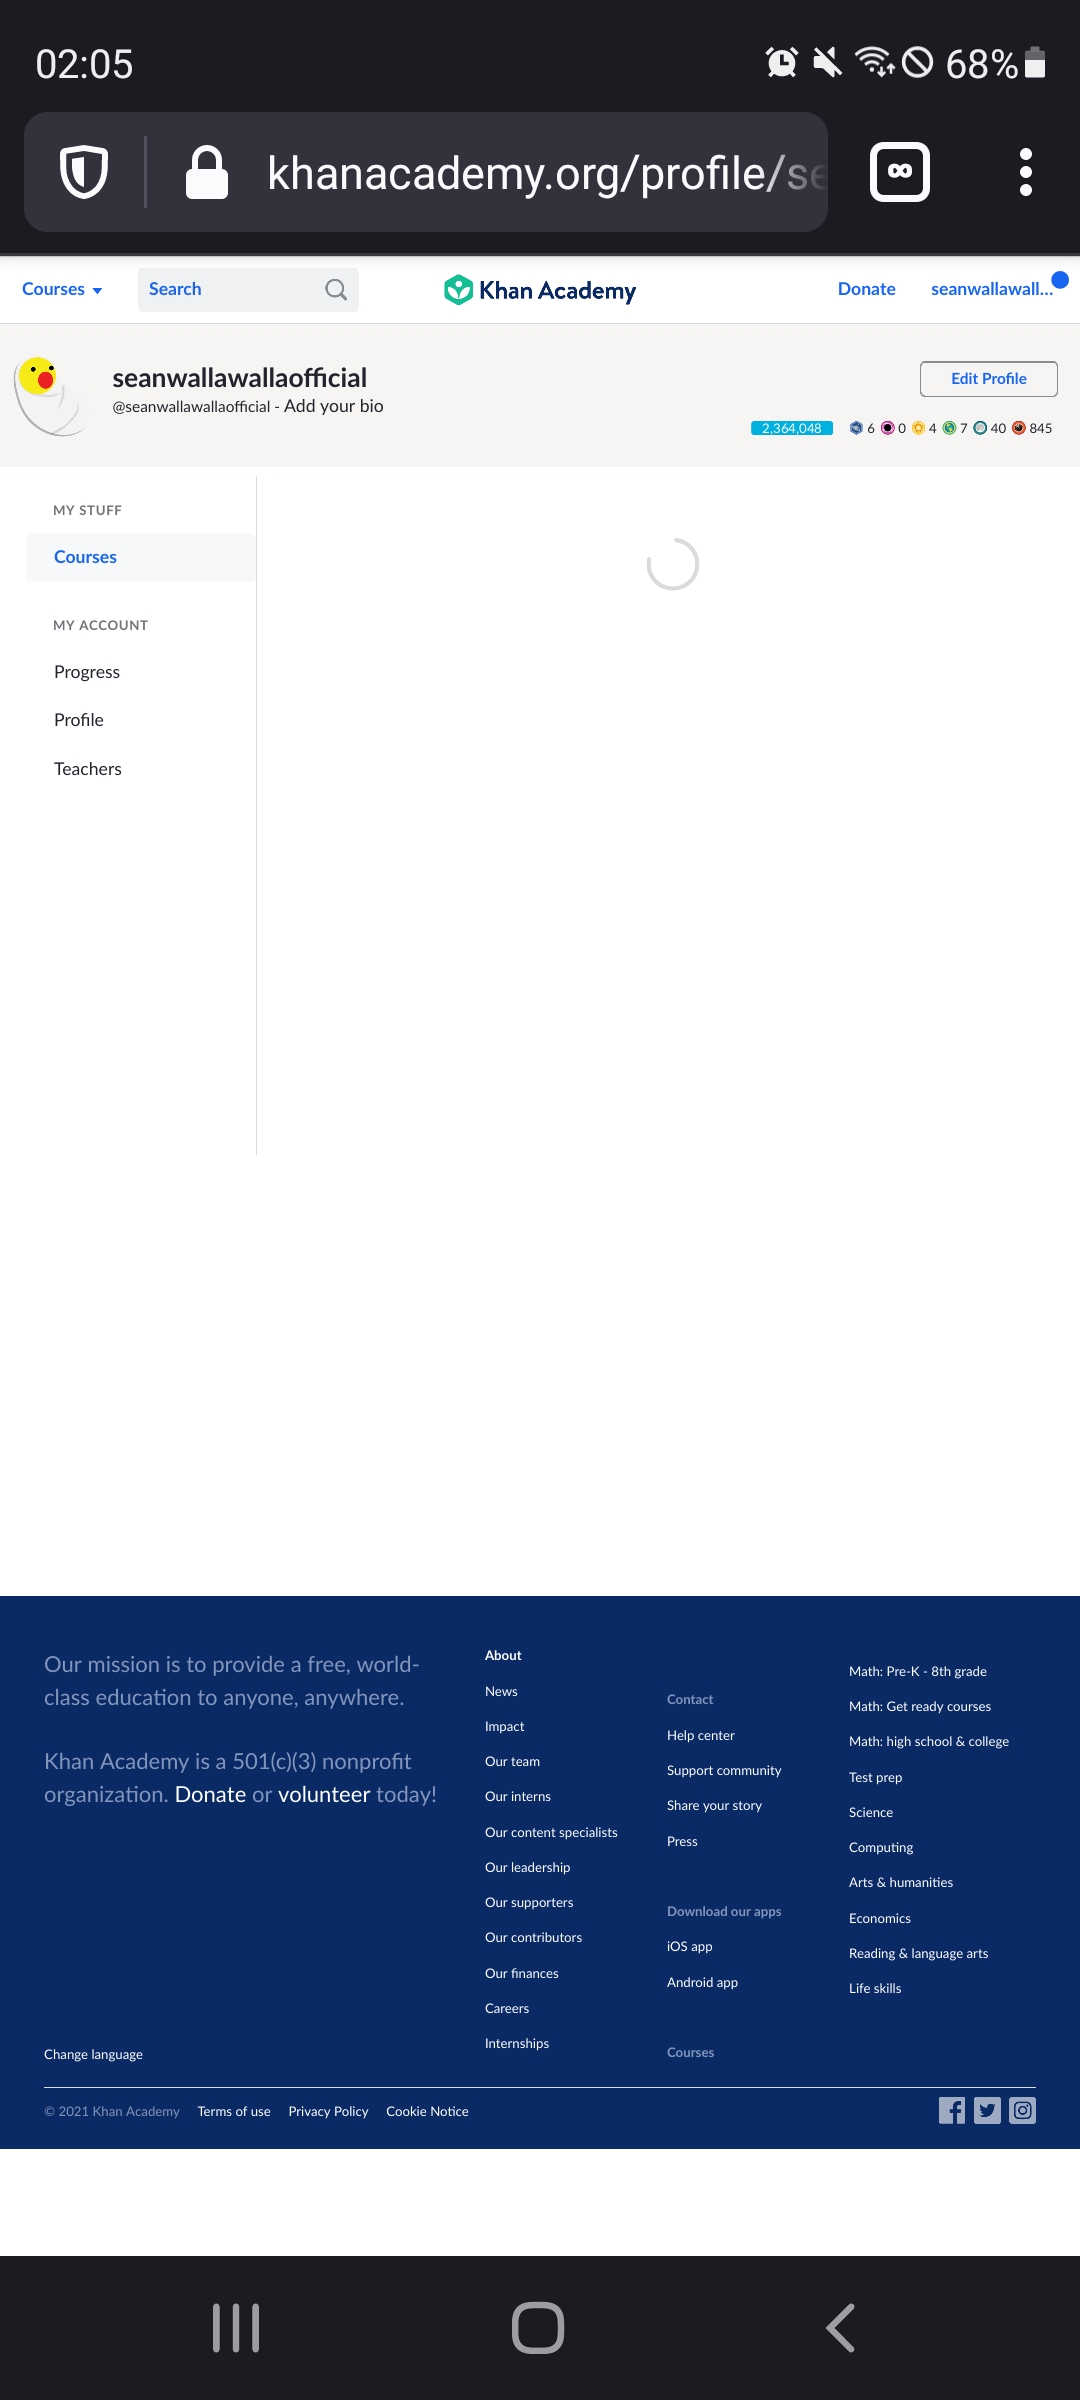 02:05
68%
khanacademy.org/profile/se
Courses
Search
Khan Academy
Donate
seanwallawall...
seanwallawallaofficial
@seanwallawallaofficial - Add your bio
Edit Profile
2,364,048 6 0 4 7 40 845
MY STUFF
Courses
MY ACCOUNT
Progress
Profile
Teachers
Our mission is to provide a free, world-
class education to anyone, anywhere.
Khan Academy is a 501(c)(3) nonprofit
organization. Donate or volunteer today!
Change language
About
News
Impact
Our team
Our interns
Our content specialists
Our leadership
Our supporters
Our contributors
Our finances
Careers
Internships
Contact
Help center
Support community
Share your story
Press
Download our apps
iOS app
Android app
Courses
Math: Pre-K - 8th grade
Math: Get ready courses
Math: high school & college
Test prep
Science
Computing
Arts & humanities
Economics
Reading & language arts
Life skills
© 2021 Khan Academy Terms of use Privacy Policy Cookie Notice